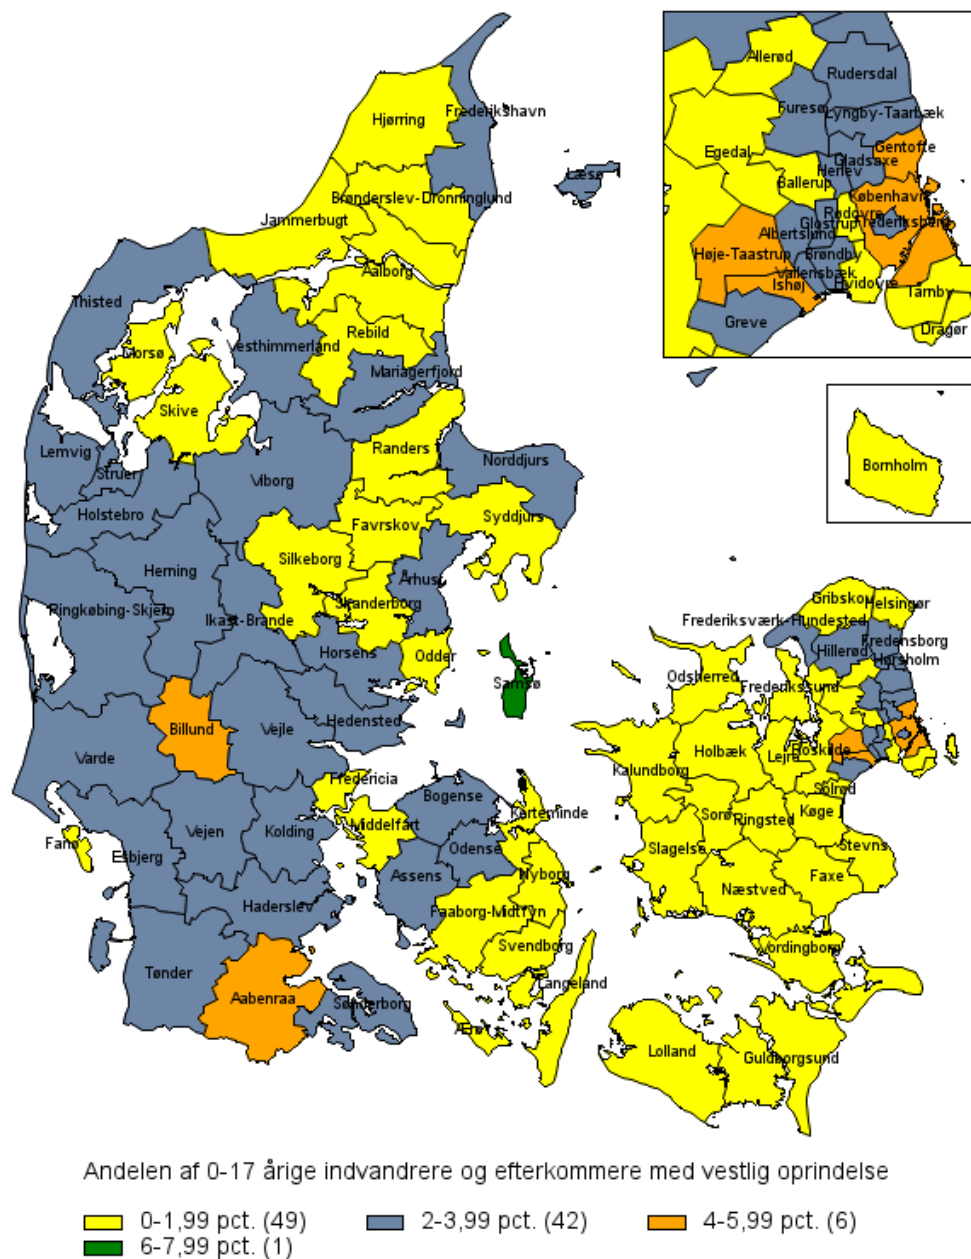 Allerød
Rudersdal
Furesø
Lyngby-Taarbæk
Egedal
Gentofte
Gladsaxe
Herlev
Ballerup
København
Rødovre
Frederiksberg
Glostrup
Albertslund
Høje-Taastrup
Brøndby
Vallensbæk
Ishøj
Hvidovre
Tårnby
Greve
Dragør
Bornholm
Hjørring
Frederikshavn
Læsø
Brønderslev-Dronninglund
Jammerbugt
Aalborg
Thisted
Vesthimmerland
Rebild
Morsø
Mariagerfjord
Skive
Randers
Lemvig
Struer
Viborg
Norddjurs
Holstebro
Favrskov
Syddjurs
Silkeborg
Herning
Århus
Ringkøbing-Skjern
Skanderborg
Ikast-Brande
Horsens
Odder
Samsø
Billund
Vejle
Hedensted
Varde
Fredericia
Bogense
Kerteminde
Middelfart
Vejen
Kolding
Odense
Fanø
Esbjerg
Assens
Nyborg
Haderslev
Faaborg-Midtfyn
Svendborg
Tønder
Langeland
Aabenraa
Sønderborg
Ærø
Gribskov
Helsingør
Frederiksværk-Hundested
Fredensborg
Hillerød
Hørsholm
Odsherred
Frederikssund
Holbæk
Roskilde
Lejre
Kalundborg
Solrød
Sorø
Ringsted
Køge
Slagelse
Stevns
Næstved
Faxe
Vordingborg
Lolland
Guldborgsund
Andelen af 0-17 årige indvandrere og efterkommere med vestlig oprindelse
0-1,99 pct. (49) 2-3,99 pct. (42) 4-5,99 pct. (6)
6-7,99 pct. (1)